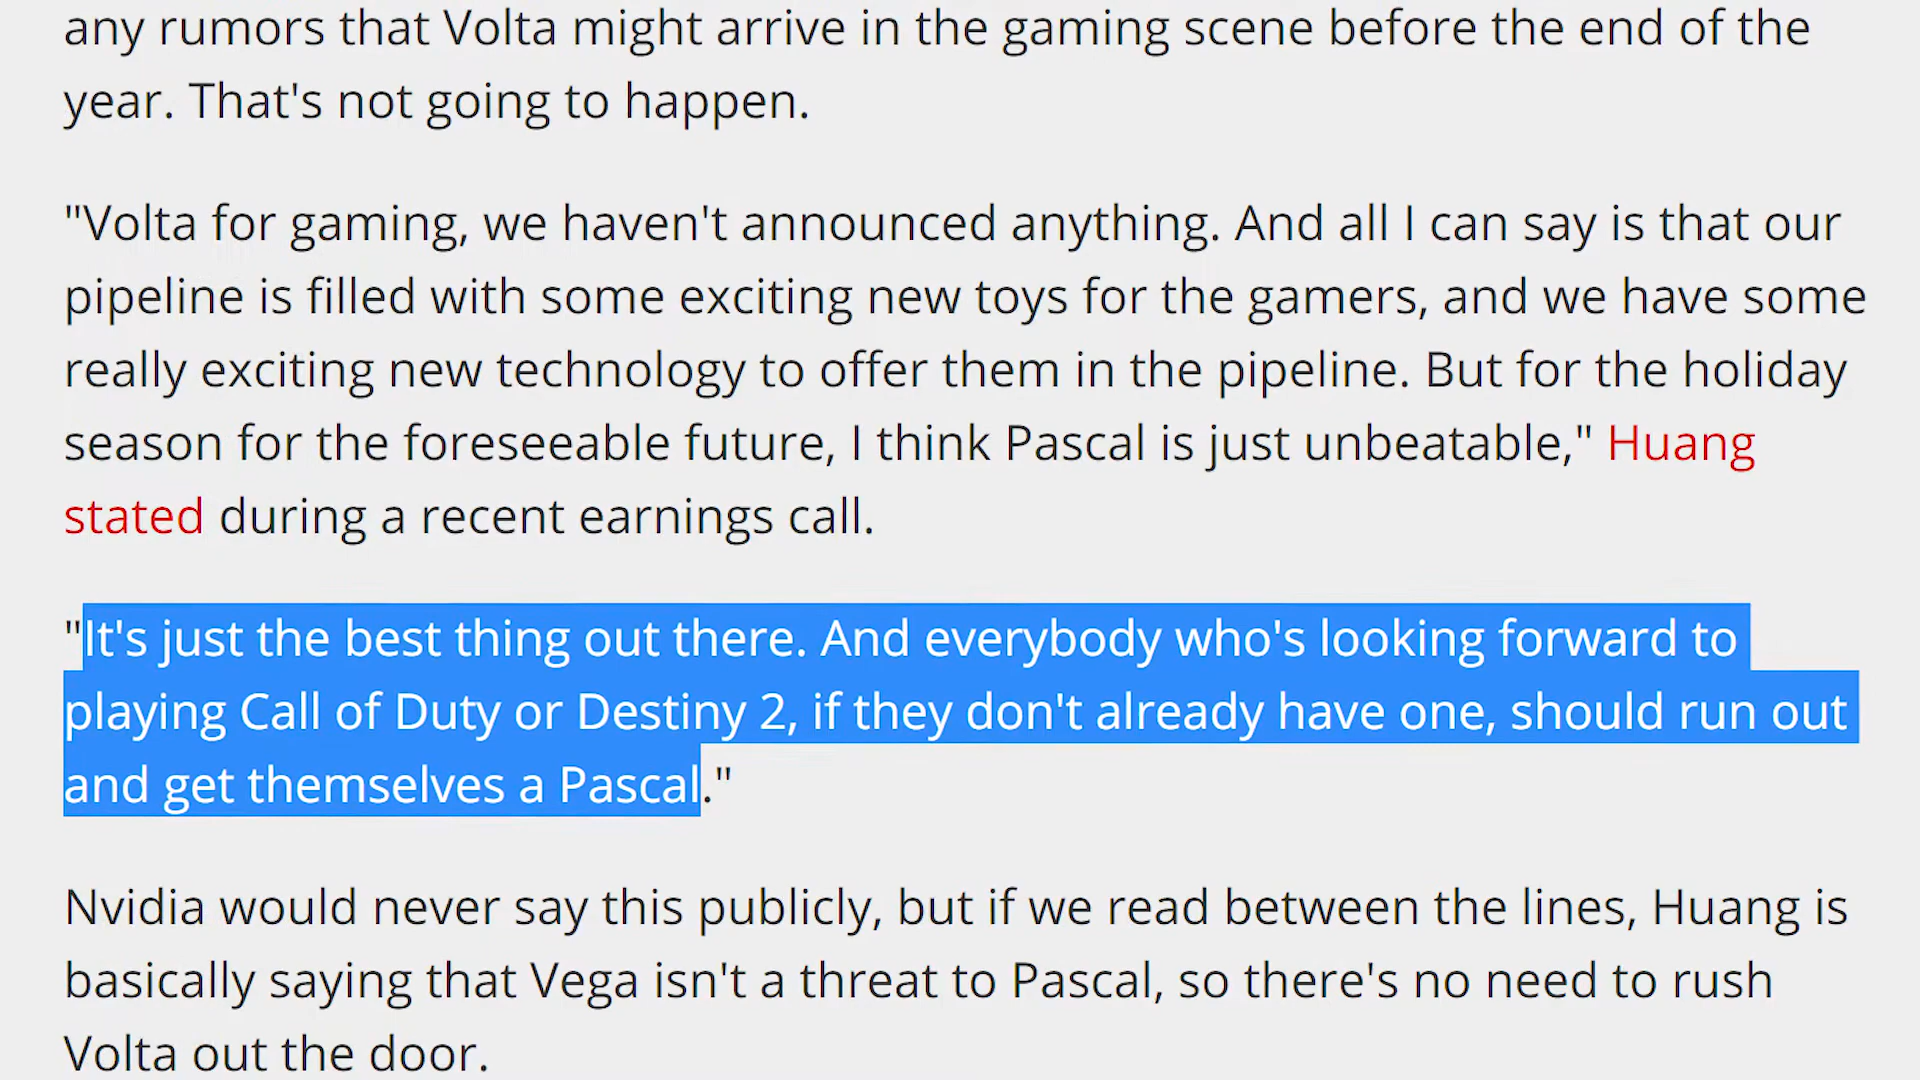 any rumors that Volta might arrive in the gaming scene before the end of the
year. That's not going to happen.
"Volta for gaming, we haven't announced anything. And all I can say is that our
pipeline is filled with some exciting new toys for the gamers, and we have some
really exciting new technology to offer them in the pipeline. But for the holiday
season for the foreseeable future, I think Pascal is just unbeatable," Huang
stated during a recent earnings call.
"It's just the best thing out there. And everybody who's looking forward to
playing Call of Duty or Destiny 2, if they don't already have one, should run out
and get themselves a Pascal."
Nvidia would never say this publicly, but if we read between the lines, Huang is
basically saying that Vega isn't a threat to Pascal, so there's no need to rush
Volta out the door.